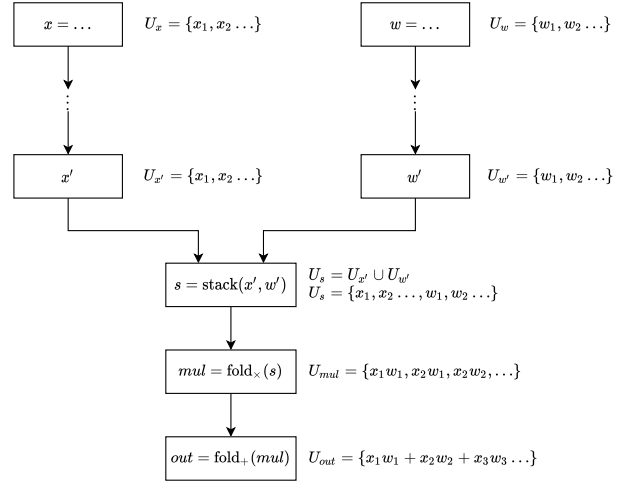 x = … U_x = {x_1, x_2 …} w = … U_w = {w_1, w_2 …}
⋮ ⋮
x′ U_{x′} = {x_1, x_2 …} w′ U_{w′} = {w_1, w_2 …}
s = stack(x′, w′) U_s = U_{x′} ∪ U_{w′}
U_s = {x_1, x_2 …, w_1, w_2 …}
mul = fold_×(s) U_{mul} = {x_1w_1, x_2w_1, x_2w_2, …}
out = fold_+(mul) U_{out} = {x_1w_1 + x_2w_2 + x_3w_3 …}